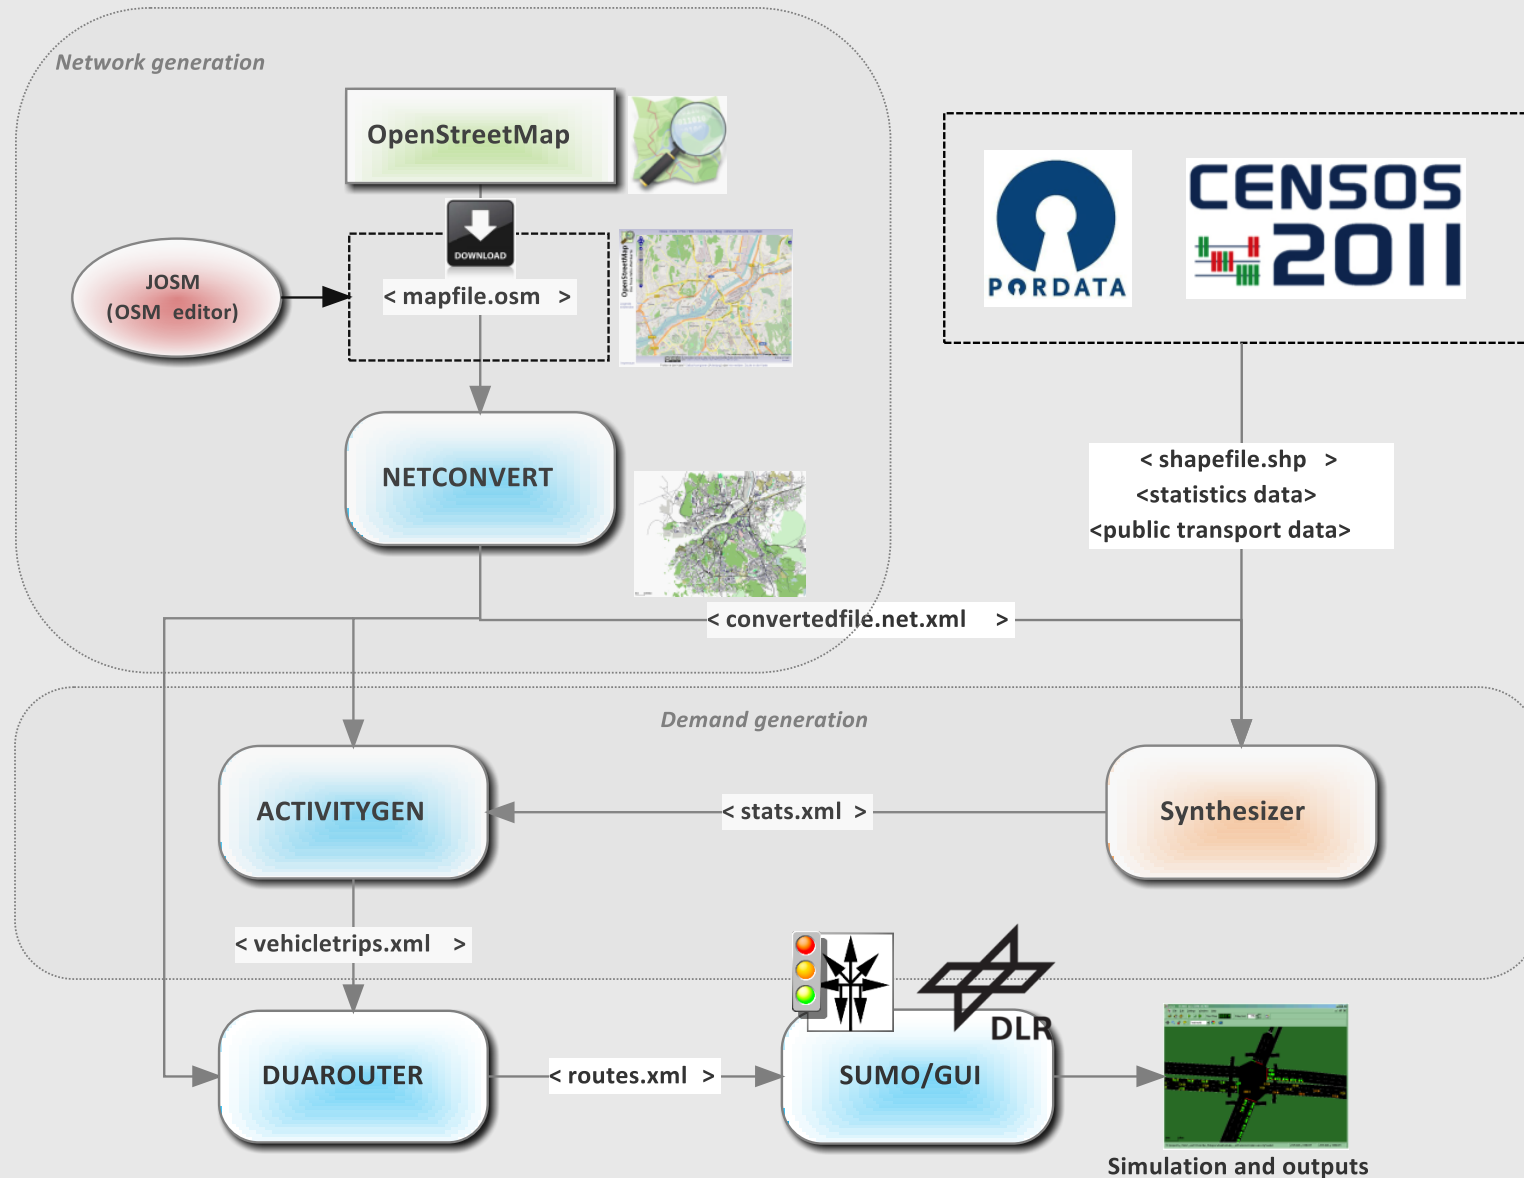 Network generation
OpenStreetMap
DOWNLOAD
JOSM
(OSM editor)
< mapfile.osm >
OpenStreetMap
NETCONVERT
PORDATA
CENSOS
2011
< shapefile.shp >
<statistics data>
<public transport data>
< convertedfile.net.xml >
Demand generation
ACTIVITYGEN
< stats.xml >
Synthesizer
< vehicletrips.xml >
DLR
DUAROUTER
< routes.xml >
SUMO/GUI
Simulation and outputs